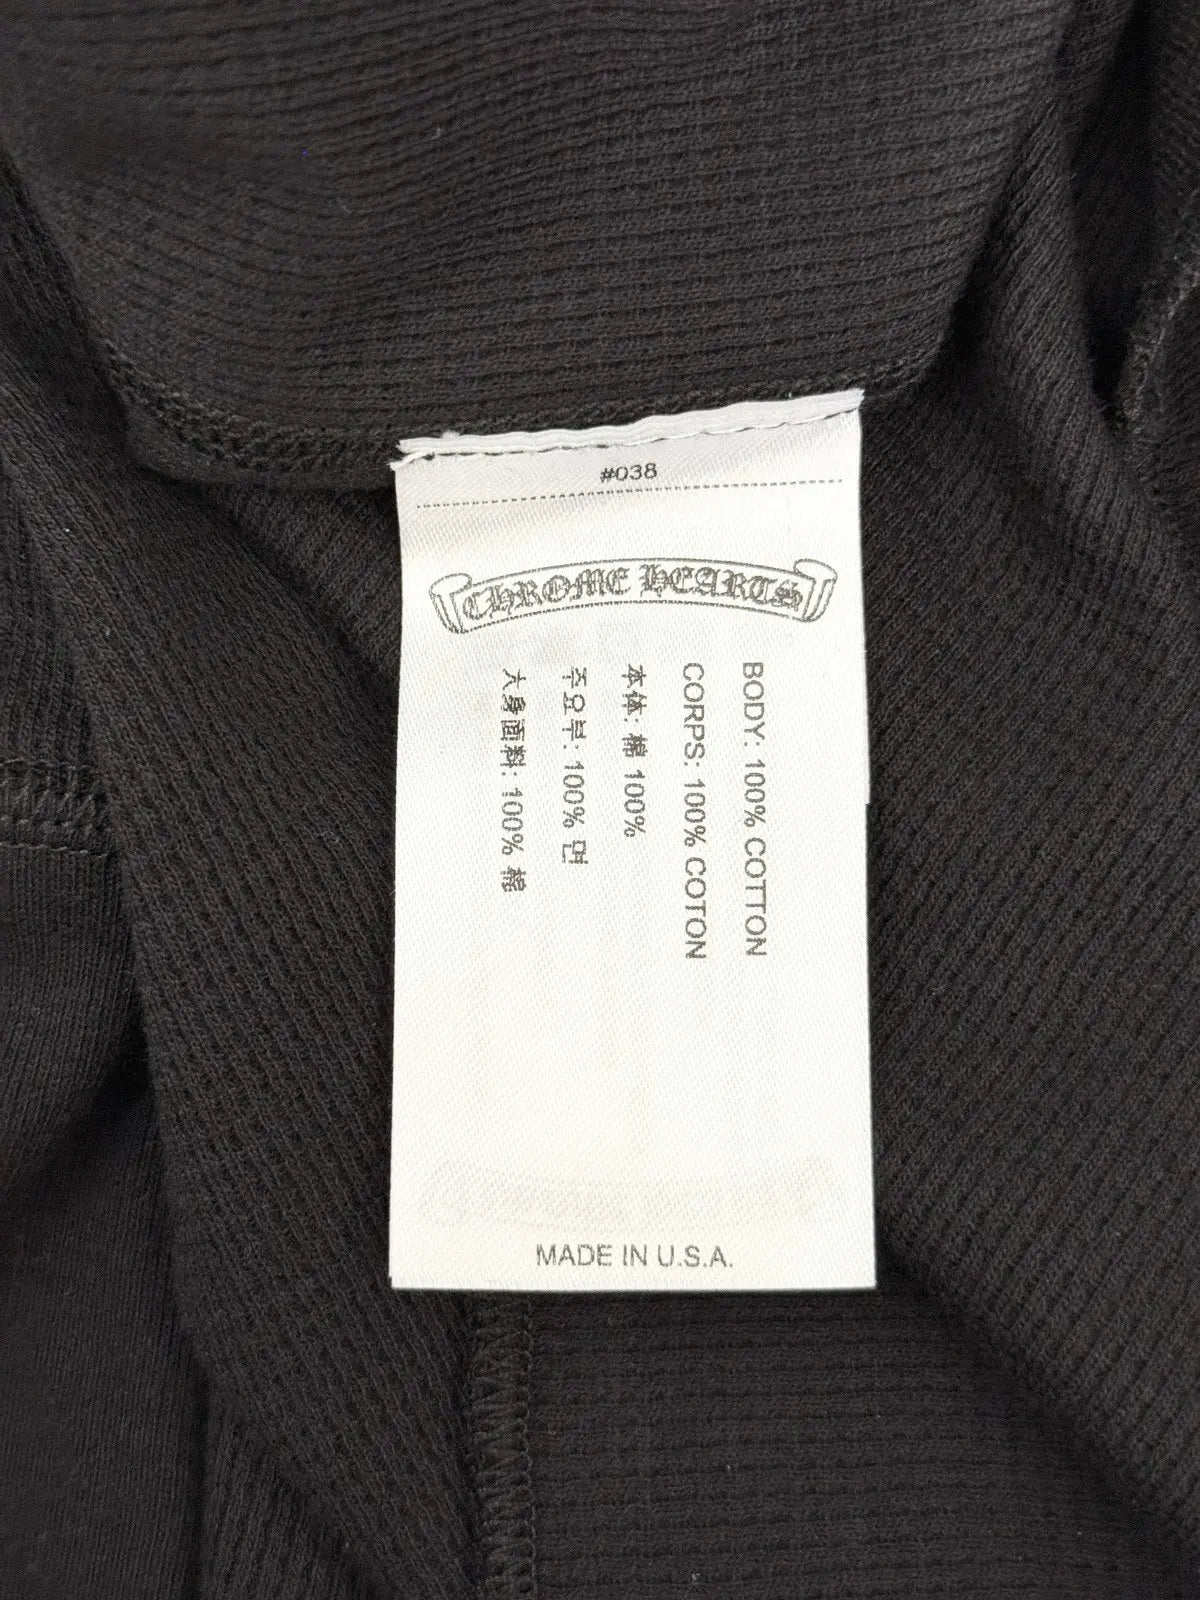 #038
CHROME HEARTS
BODY: 100% COTTON
CORPS: 100% COTON
本体: 棉 100%
주요부: 100% 면
大身面料: 100% 棉
MADE IN U.S.A.